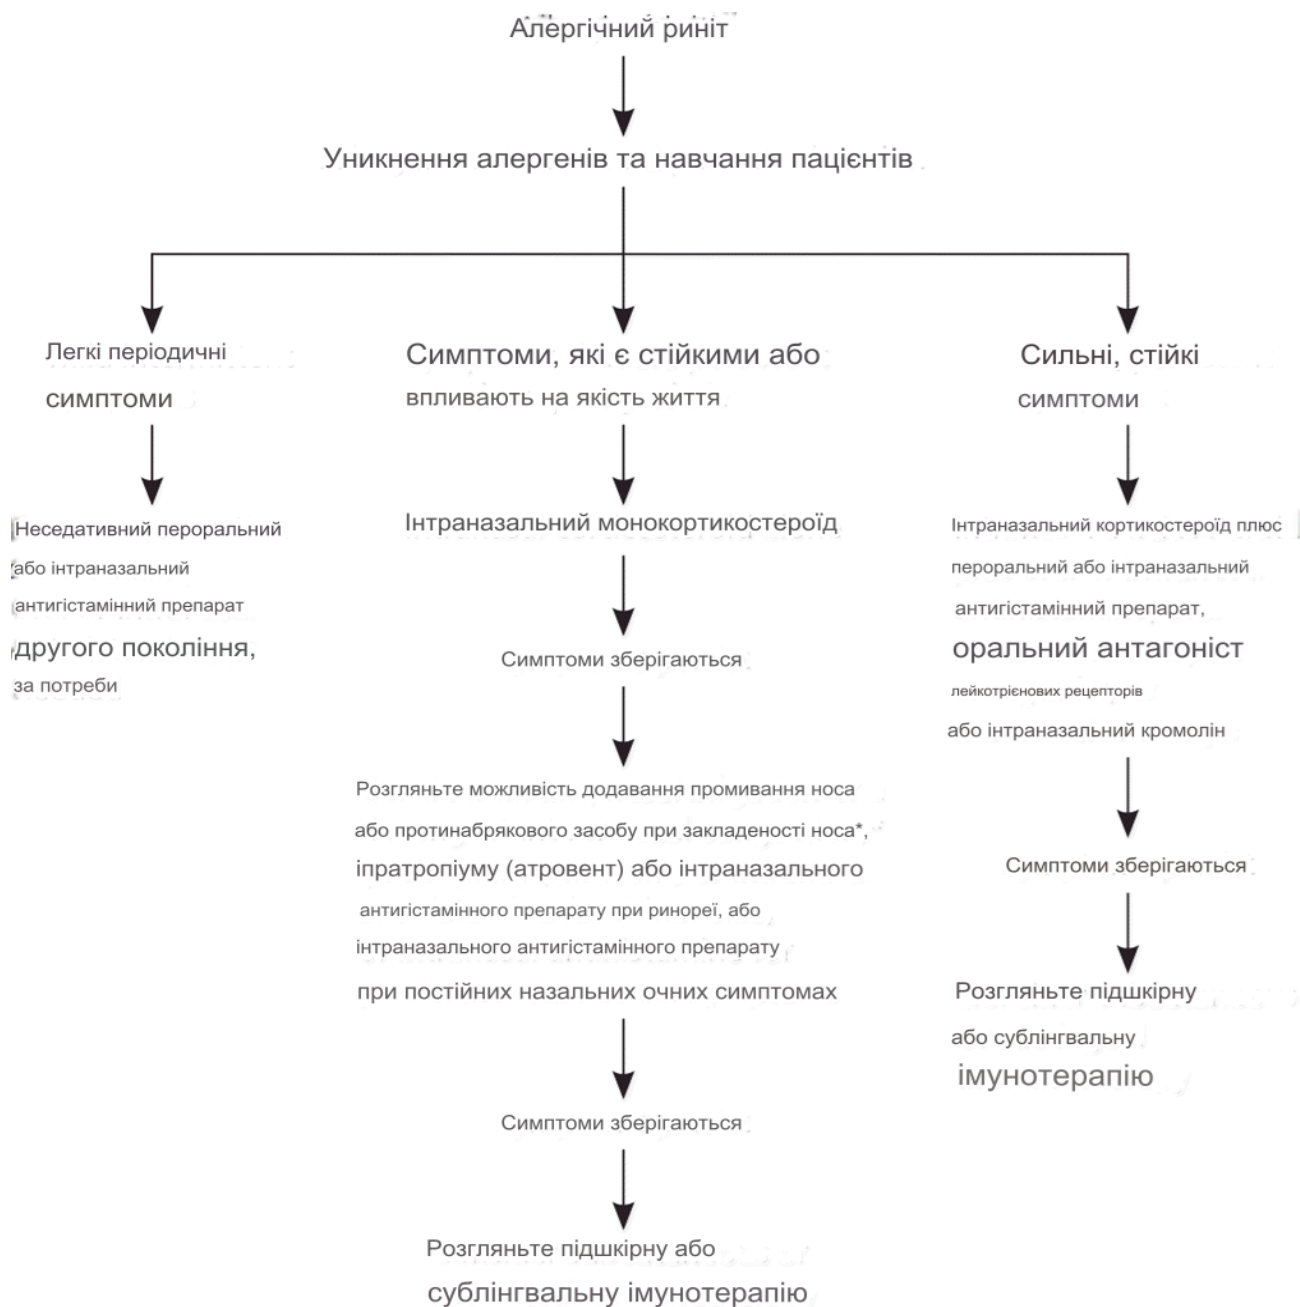 Алергічний риніт
Уникнення алергенів та навчання пацієнтів
Легкі періодичні
симптоми
Неседативний пероральний
або інтраназальний
антигістамінний препарат
другого покоління,
за потреби
Симптоми, які є стійкими або
впливають на якість життя
Інтраназальний монокортикостероїд
Симптоми зберігаються
Розгляньте можливість додавання промивання носа
або протинабрякового засобу при закладеності носа*,
іпратропіуму (атровент) або інтраназального
антигістамінного препарату при ринореї, або
інтраназального антигістамінного препарату
при постійних назальних очних симптомах
Симптоми зберігаються
Розгляньте підшкірну або
сублінгвальну імунотерапію
Сильні, стійкі
симптоми
Інтраназальний кортикостероїд плюс
пероральний або інтраназальний
антигістамінний препарат,
оральний антагоніст
лейкотрієнових рецепторів
або інтраназальний кромолін
Симптоми зберігаються
Розгляньте підшкірну
або сублінгвальну
імунотерапію